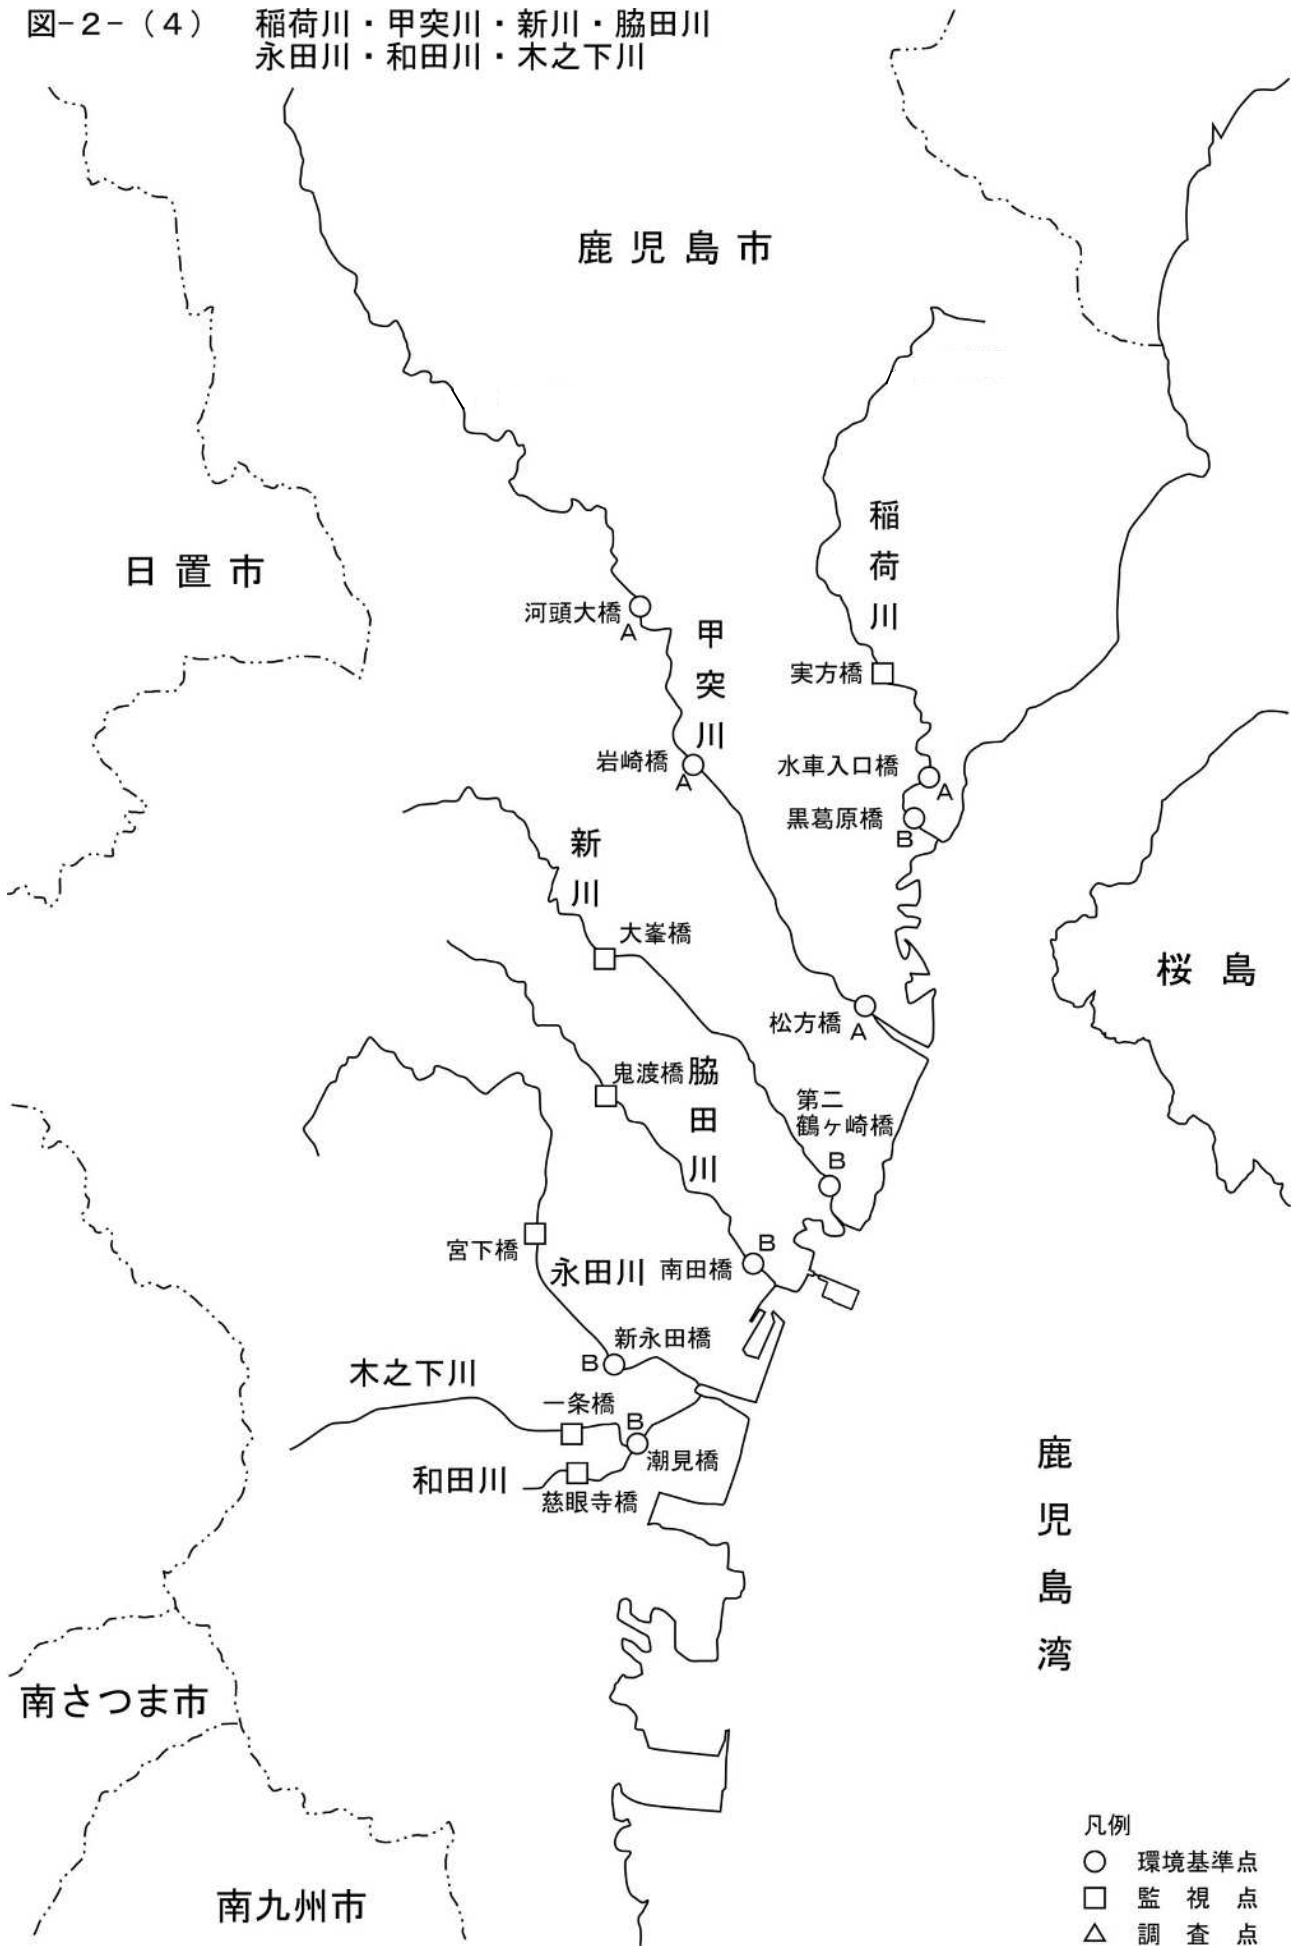 図-2-（4）　稲荷川・甲突川・新川・脇田川
永田川・和田川・木之下川
鹿児島市
稲荷川
日置市
河頭大橋
A
甲突川
実方橋
岩崎橋
A
水車入口橋
A
黒葛原橋
B
新川
大峯橋
桜島
松方橋
A
鬼渡橋
脇田川
第二
鶴ヶ崎橋
B
宮下橋
永田川
南田橋
B
新永田橋
B
木之下川
一条橋
B
潮見橋
和田川
慈眼寺橋
鹿児島湾
南さつま市
南九州市
凡例
○　環境基準点
□　監視点
△　調査点